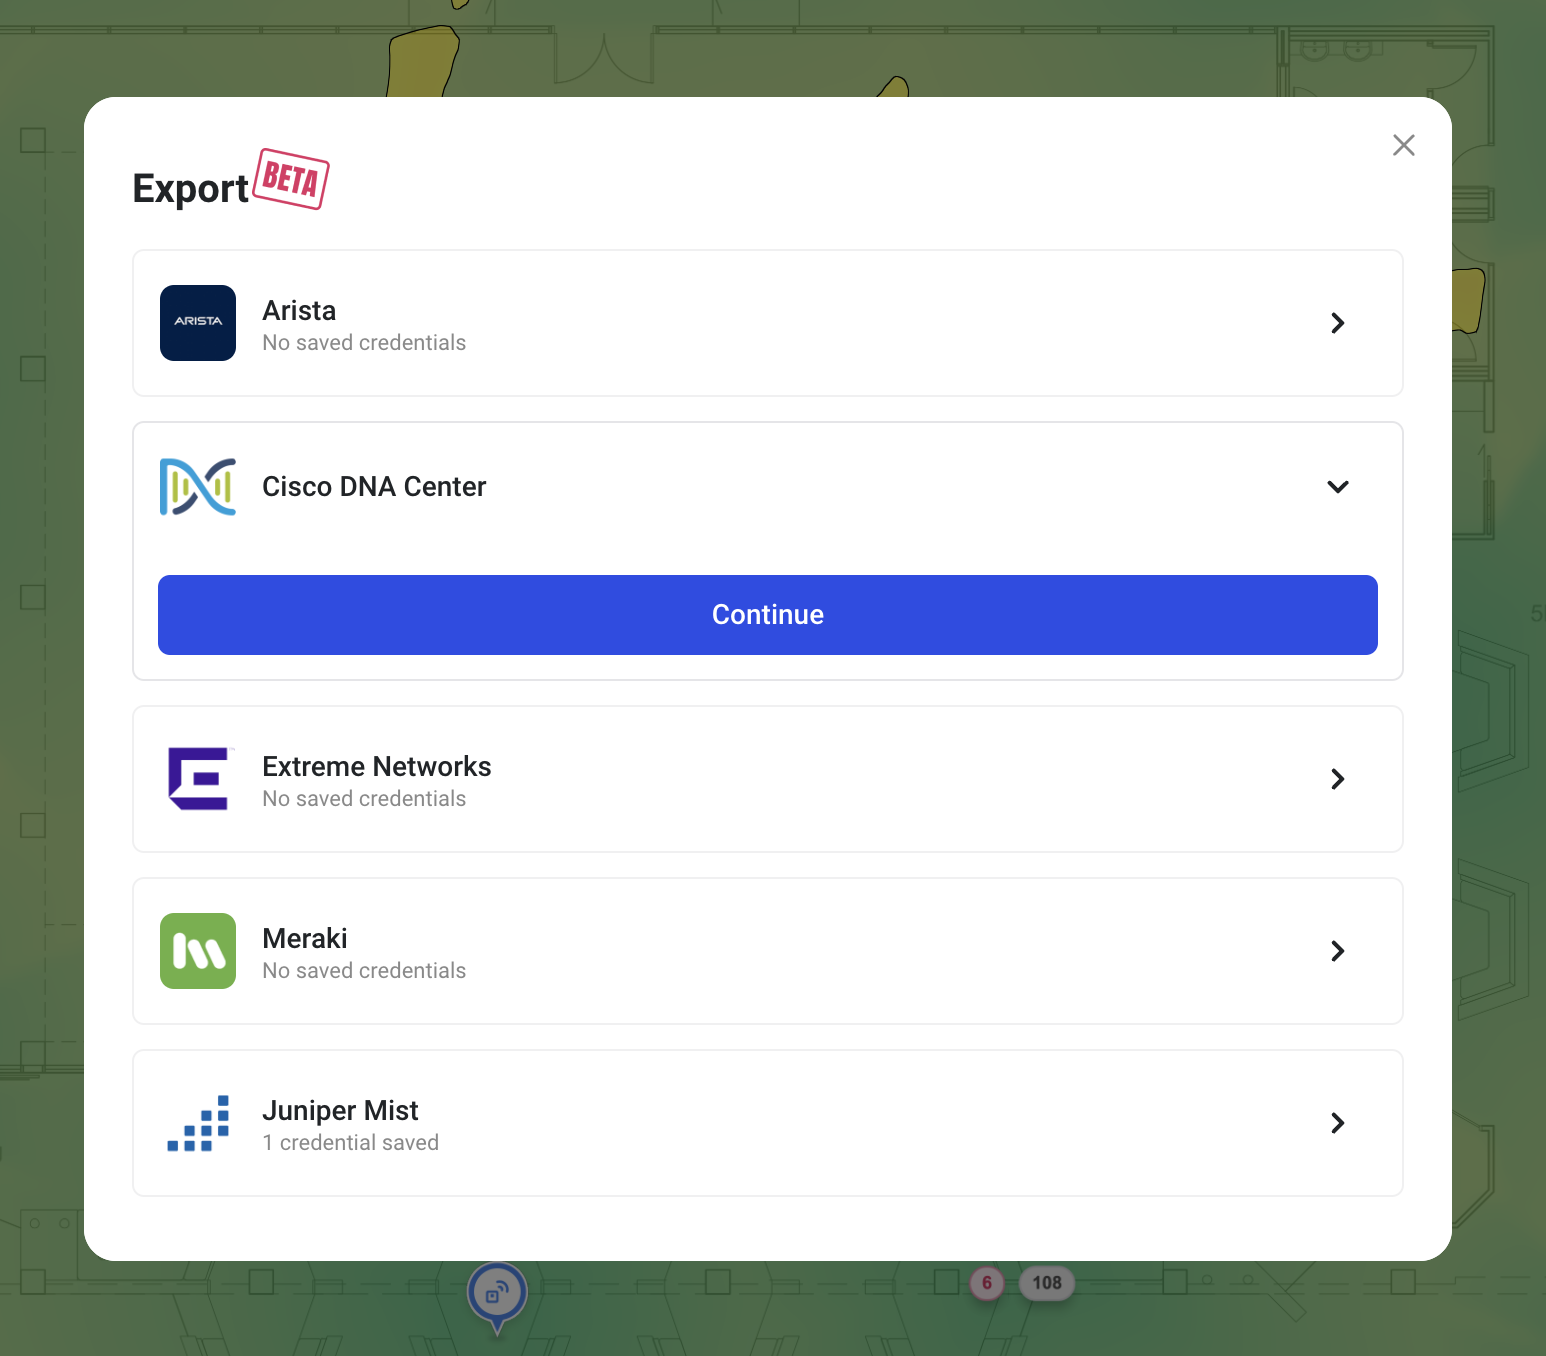 Export BETA
ARISTA
Arista
No saved credentials
Cisco DNA Center
Continue
Extreme Networks
No saved credentials
Meraki
No saved credentials
Juniper Mist
1 credential saved
6 108